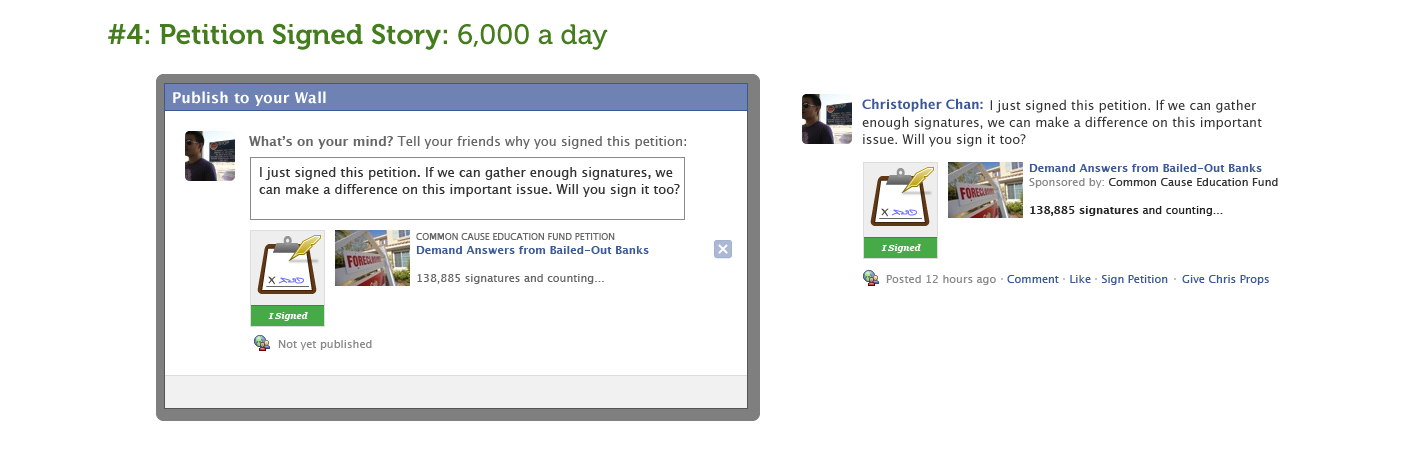 #4: Petition Signed Story: 6,000 a day
Publish to your Wall
What's on your mind? Tell your friends why you signed this petition:
I just signed this petition. If we can gather enough signatures, we
can make a difference on this important issue. Will you sign it too?
I Signed
FORECLOSURE
COMMON CAUSE EDUCATION FUND PETITION
Demand Answers from Bailed-Out Banks
138,885 signatures and counting...
Not yet published
Christopher Chan: I just signed this petition. If we can gather
enough signatures, we can make a difference on this important
issue. Will you sign it too?
I Signed
FORECLOSURE
Demand Answers from Bailed-Out Banks
Sponsored by: Common Cause Education Fund
138,885 signatures and counting...
Posted 12 hours ago · Comment · Like · Sign Petition · Give Chris Props